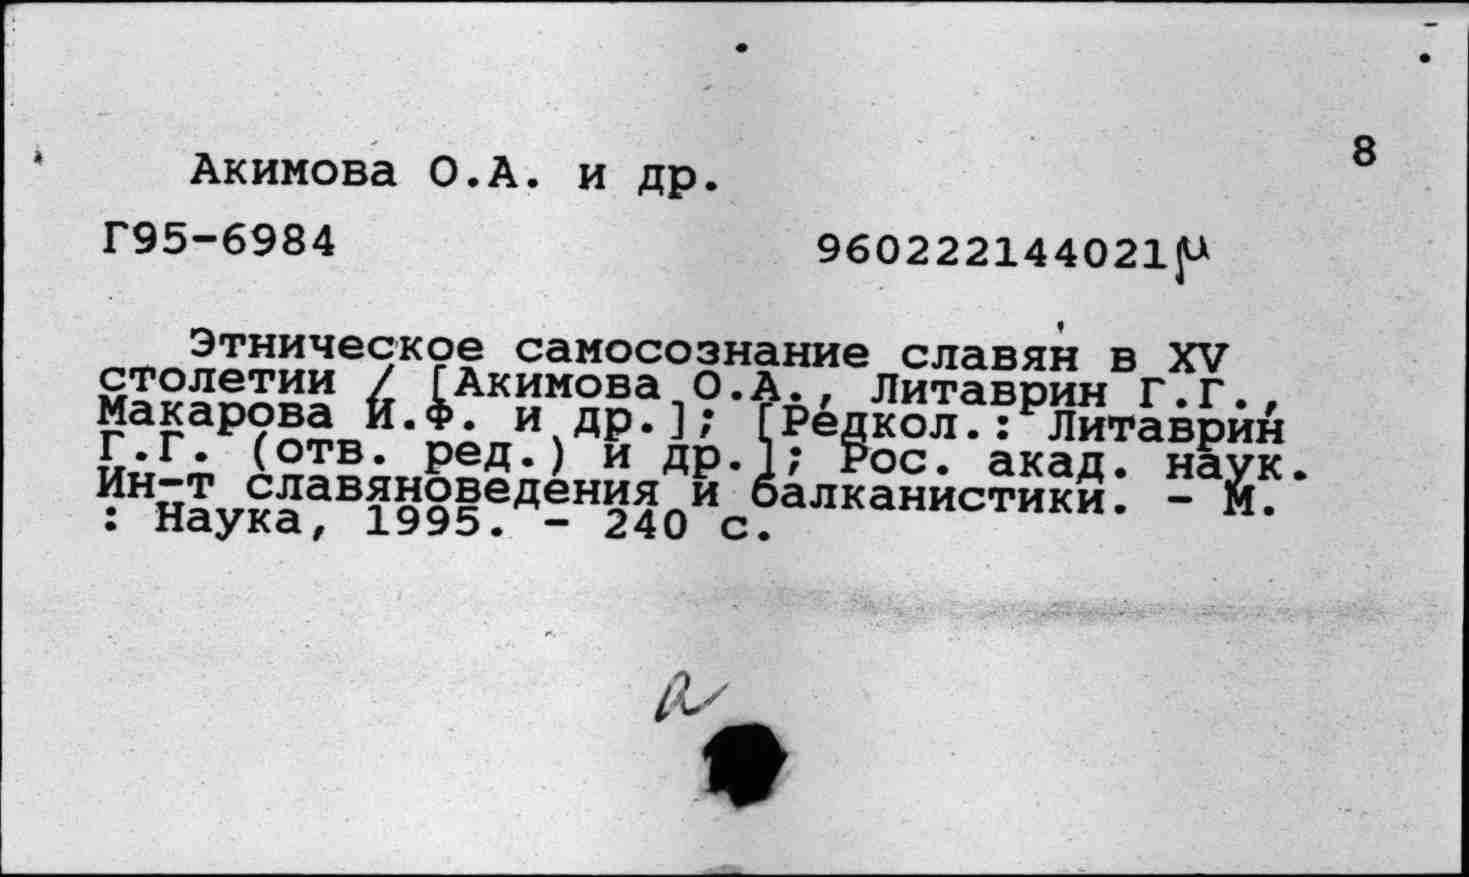 8
Акимова О.А. и др.
Г95-6984 960222144021
Этническое самосознание славян в XV
столетии / [Акимова О.А., Литаврин Г.Г.,
Макарова И.Ф. и др.]; [Редкол.: Литаврин
Г.Г. (отв. ред.) и др.]; Рос. акад. наук.
Ин-т славяноведения и балканистики. - М.
: Наука, 1995. - 240 с.